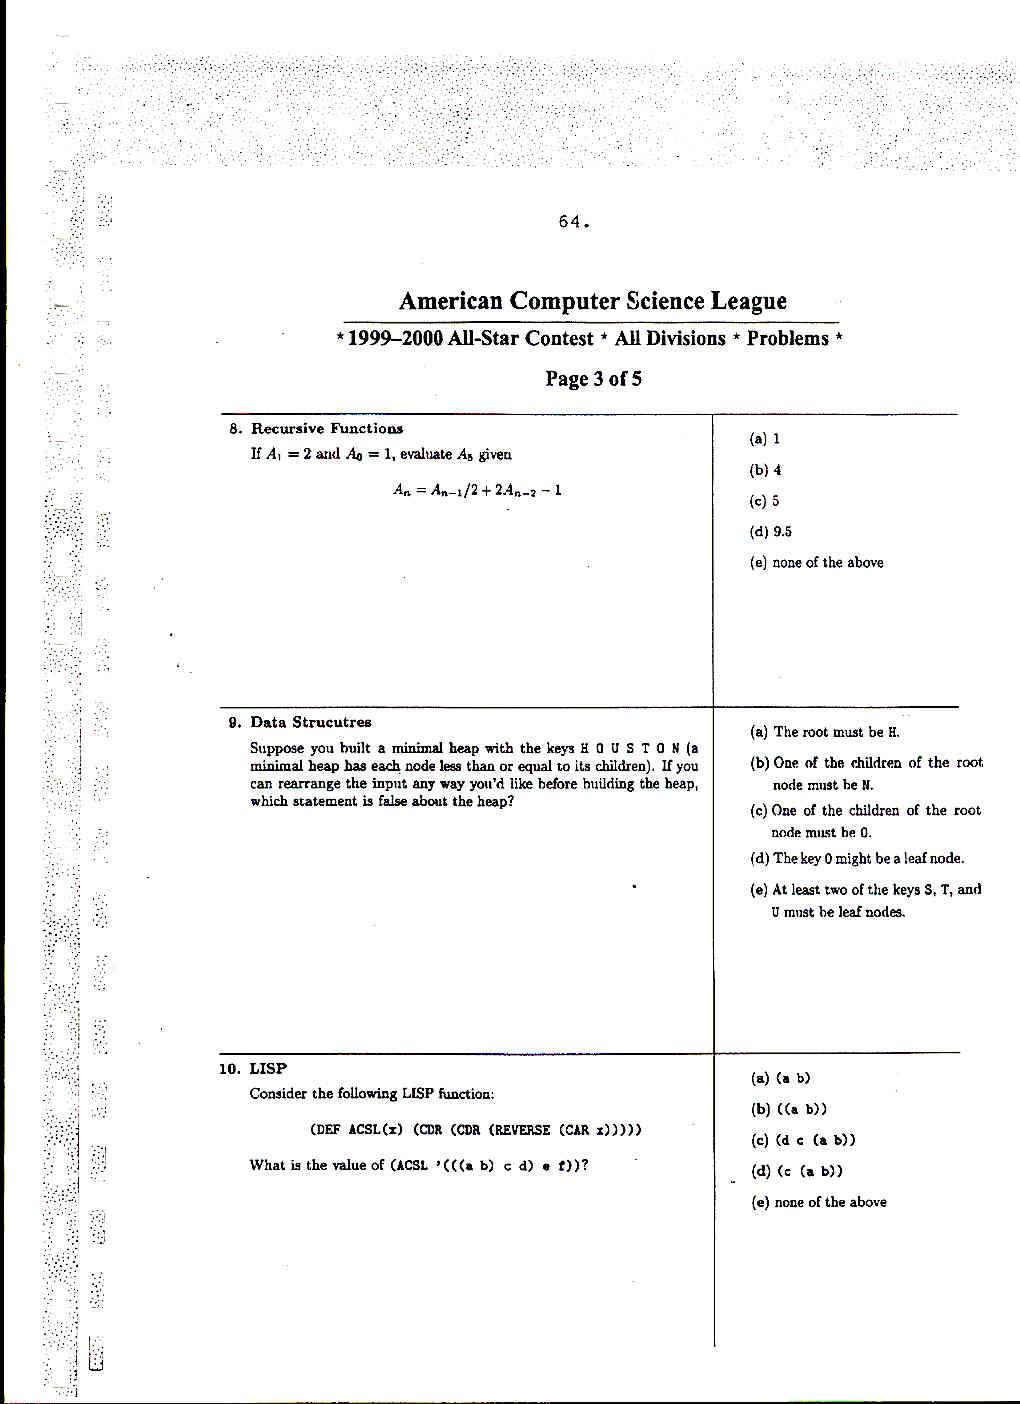 64.
American Computer Science League
* 1999–2000 All-Star Contest * All Divisions * Problems *
Page 3 of 5
8. Recursive Functions
If A₁ = 2 and A₀ = 1, evaluate A₅ given
Aₙ = Aₙ₋₁/2 + 2Aₙ₋₂ − 1
(a) 1
(b) 4
(c) 5
(d) 9.5
(e) none of the above
9. Data Strucutres
Suppose you built a minimal heap with the keys H O U S T O N (a
minimal heap has each node less than or equal to its children). If you
can rearrange the input any way you'd like before building the heap,
which statement is false about the heap?
(a) The root must be H.
(b) One of the children of the root
node must be N.
(c) One of the children of the root
node must be O.
(d) The key O might be a leaf node.
(e) At least two of the keys S, T, and
U must be leaf nodes.
10. LISP
Consider the following LISP function:
(DEF ACSL(x) (CDR (CDR (REVERSE (CAR x)))))
What is the value of (ACSL '(((a b) c d) e f))?
(a) (a b)
(b) ((a b))
(c) (d c (a b))
(d) (c (a b))
(e) none of the above